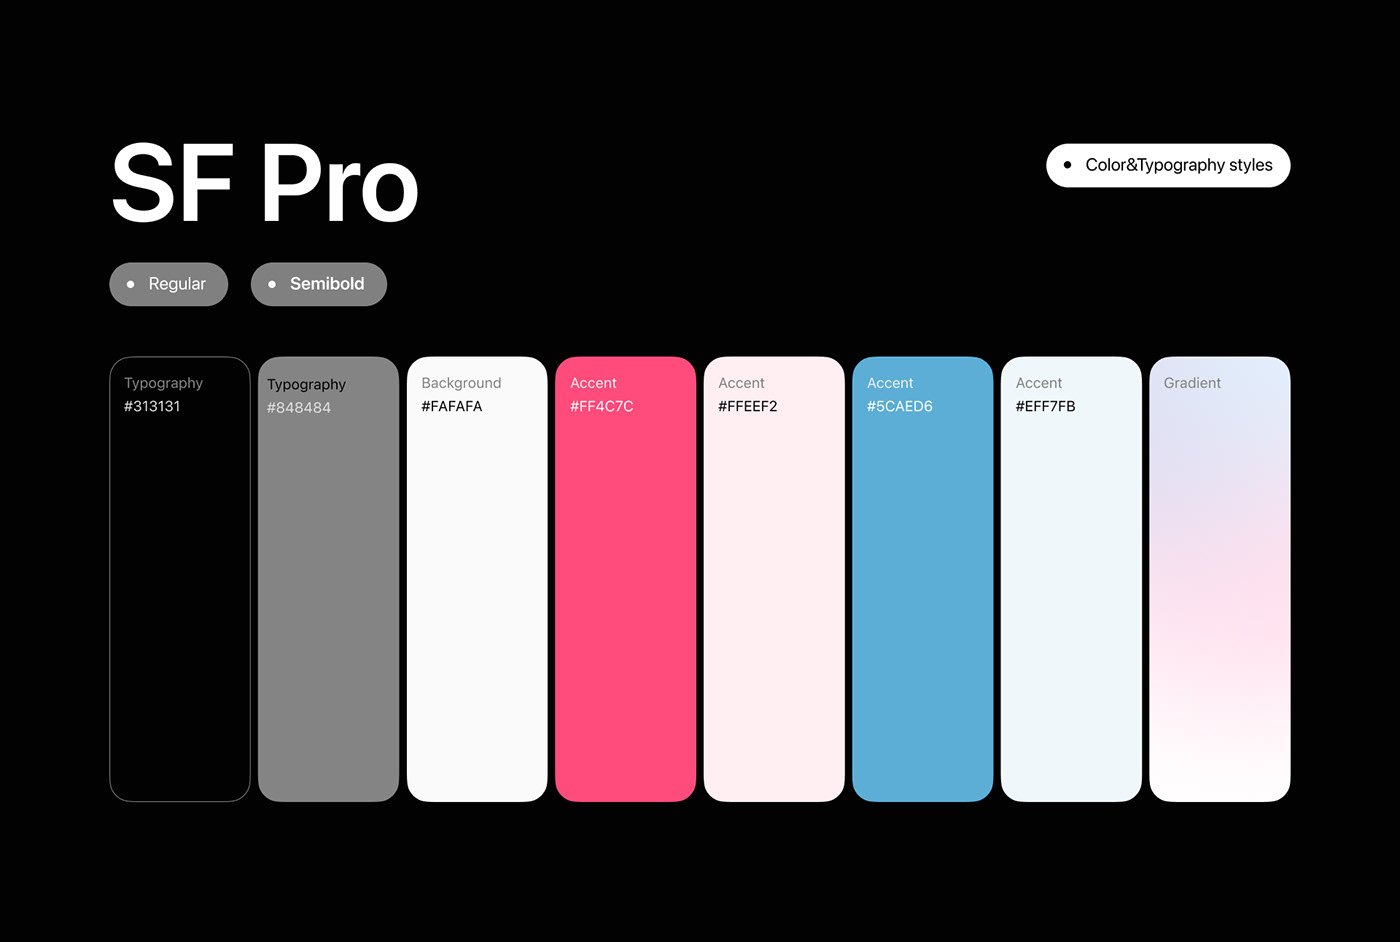 SF Pro
Color&Typography styles
Regular
Semibold
Typography
#313131
Typography
#848484
Background
#FAFAFA
Accent
#FF4C7C
Accent
#FFEEF2
Accent
#5CAED6
Accent
#EFF7FB
Gradient